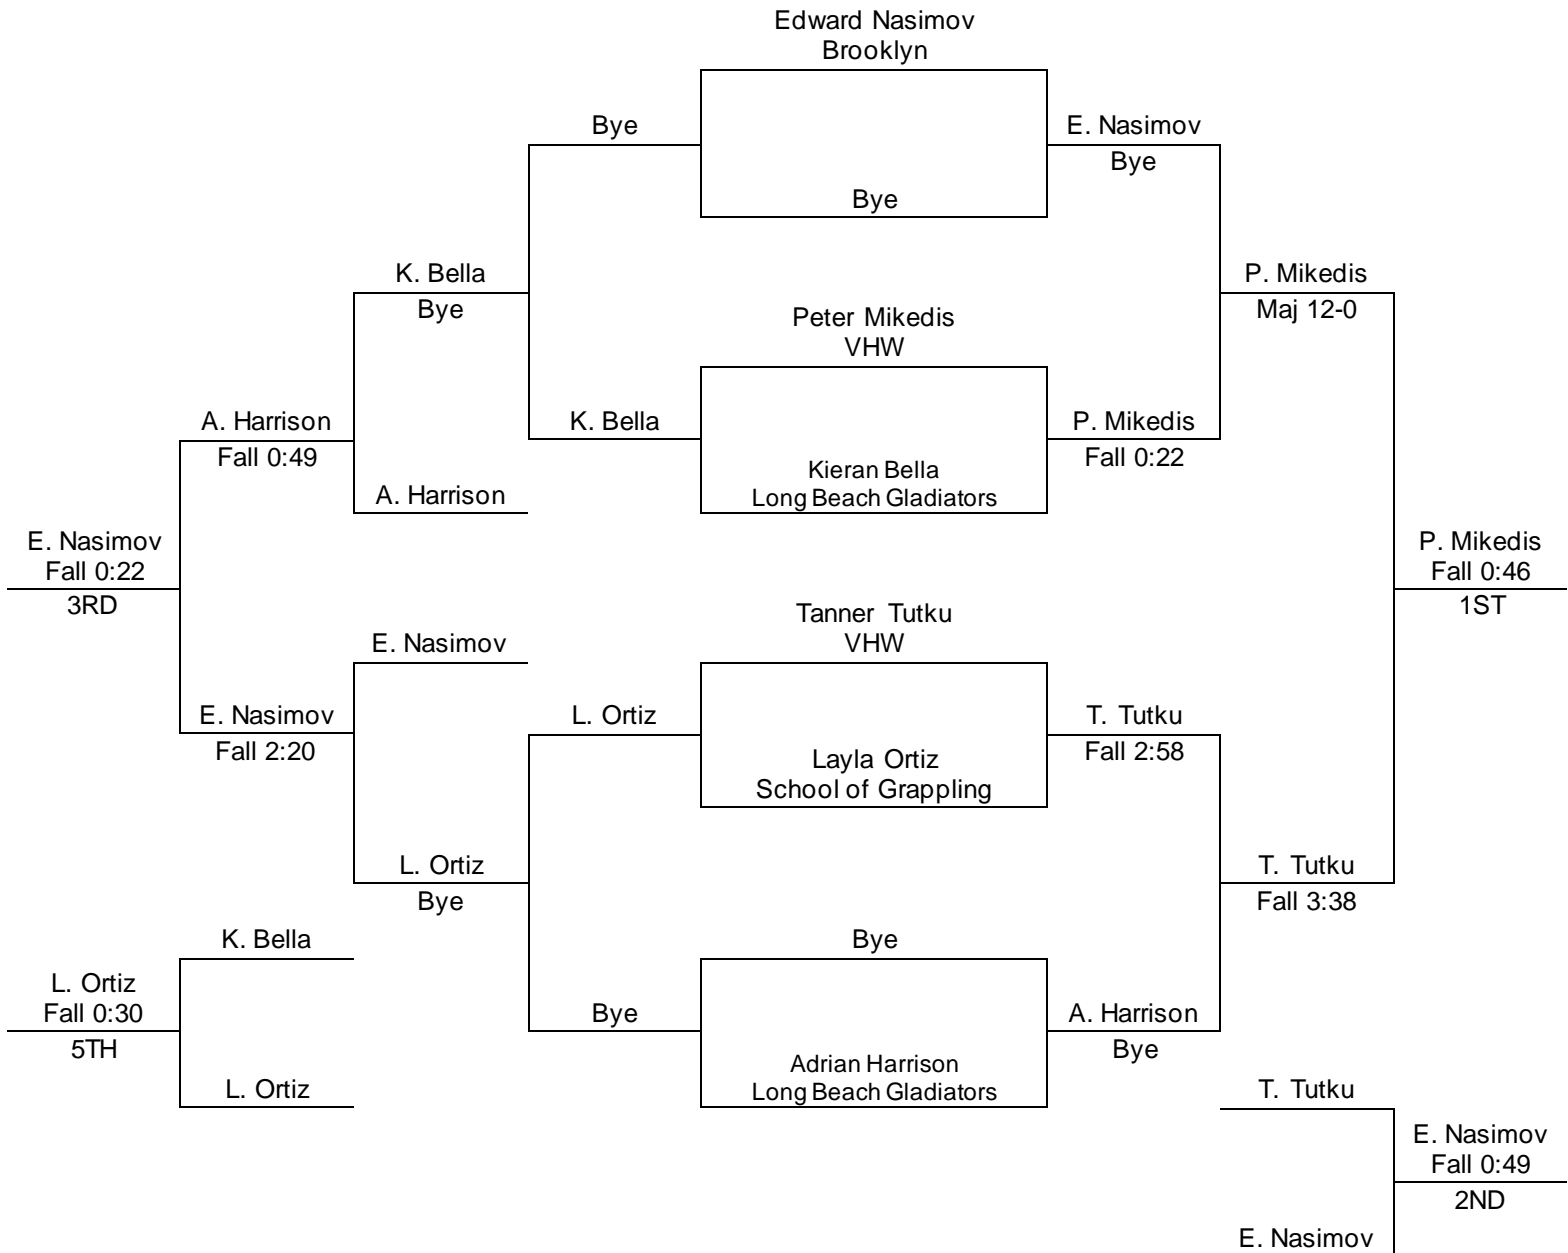 Edward Nasimov
Brooklyn
Bye
E. Nasimov
Bye
Bye
K. Bella
Bye
P. Mikedis
Maj 12-0
Peter Mikedis
VHW
A. Harrison
Fall 0:49
K. Bella
P. Mikedis
Fall 0:22
Kieran Bella
Long Beach Gladiators
A. Harrison
E. Nasimov
Fall 0:22
3RD
P. Mikedis
Fall 0:46
1ST
Tanner Tutku
VHW
E. Nasimov
E. Nasimov
Fall 2:20
L. Ortiz
T. Tutku
Fall 2:58
Layla Ortiz
School of Grappling
L. Ortiz
Bye
T. Tutku
Fall 3:38
K. Bella
Bye
L. Ortiz
Fall 0:30
5TH
Bye
A. Harrison
Bye
Adrian Harrison
Long Beach Gladiators
L. Ortiz
T. Tutku
E. Nasimov
Fall 0:49
2ND
E. Nasimov